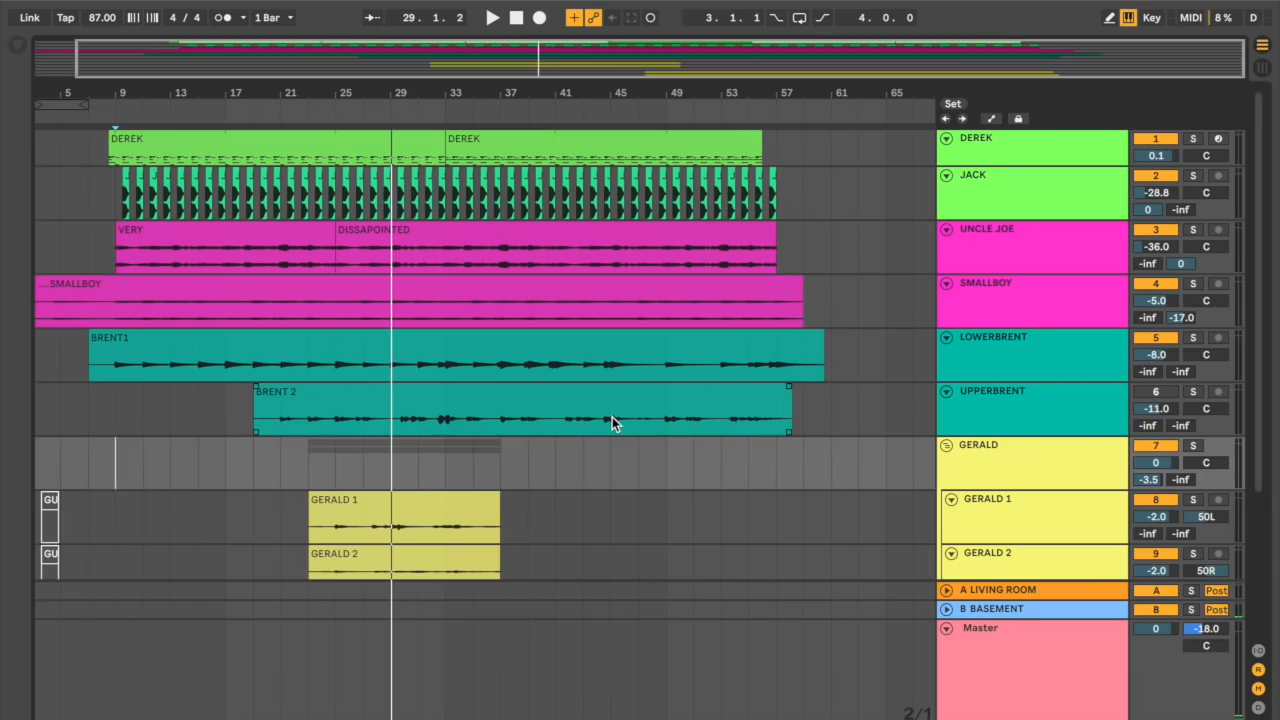 Link Tap 87.00 4 / 4 1 Bar 29. 1. 2 3. 1. 1 4. 0. 0 Key MIDI 8 % D
5 9 13 17 21 25 29 33 37 41 45 49 53 57 61 65
Set
DEREK DEREK DEREK 1 S
0.1 C
JACK 2 S
-28.8 C
0 -inf
VERY DISSAPOINTED UNCLE JOE 3 S
-36.0 C
-inf 0
... SMALLBOY SMALLBOY 4 S
-5.0 C
-inf -17.0
BRENT1 LOWERBRENT 5 S
-8.0 C
-inf -inf
BRENT 2 UPPERBRENT 6 S
-11.0 C
-inf -inf
GERALD 7 S
0 C
-3.5 -inf
GU GERALD 1 GERALD 1 8 S
-2.0 50L
-inf -inf
GU GERALD 2 GERALD 2 9 S
-2.0 50R
A LIVING ROOM A S Post
B BASEMENT B S Post
Master 0 -18.0
C
I-O
R
M
D
2/1